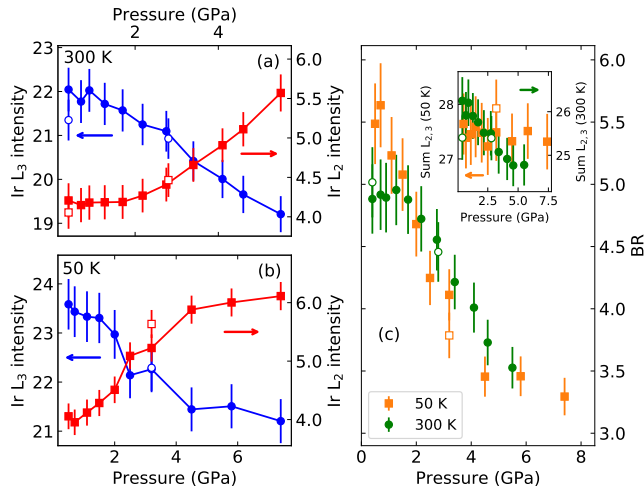 Pressure (GPa)
2 4
300 K
(a)
23
22
21
20
19
Ir L3 intensity
6.0
5.5
5.0
4.5
4.0
Ir L2 intensity
50 K
(b)
24
23
22
21
Ir L3 intensity
6.0
5.0
4.0
Ir L2 intensity
0 2 4 6
Pressure (GPa)
28
27
Sum L2,3 (50 K)
26
25
Sum L2,3 (300 K)
2.5 5.0 7.5
Pressure (GPa)
6.0
5.5
5.0
4.5
4.0
3.5
3.0
BR
(c)
50 K
300 K
0 2 4 6 8
Pressure (GPa)